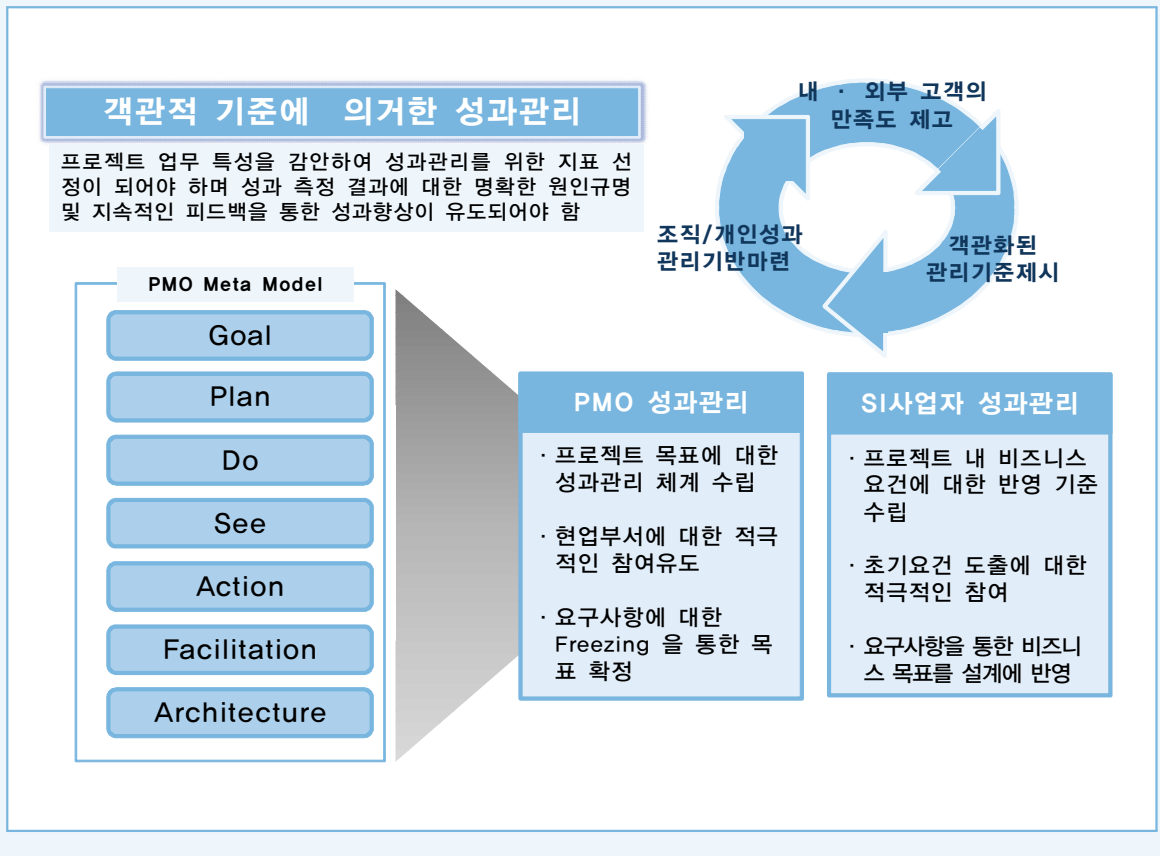 객관적 기준에 의거한 성과관리
프로젝트 업무 특성을 감안하여 성과관리를 위한 지표 선
정이 되어야 하며 성과 측정 결과에 대한 명확한 원인규명
및 지속적인 피드백을 통한 성과향상이 유도되어야 함
내 · 외부 고객의
만족도 제고
조직/개인성과
관리기반마련
객관화된
관리기준제시
PMO Meta Model
Goal
Plan
Do
See
Action
Facilitation
Architecture
PMO 성과관리
· 프로젝트 목표에 대한
성과관리 체계 수립
· 현업부서에 대한 적극
적인 참여유도
· 요구사항에 대한
Freezing 을 통한 목
표 확정
SI사업자 성과관리
· 프로젝트 내 비즈니스
요건에 대한 반영 기준
수립
· 초기요건 도출에 대한
적극적인 참여
· 요구사항을 통한 비즈니
스 목표를 설계에 반영